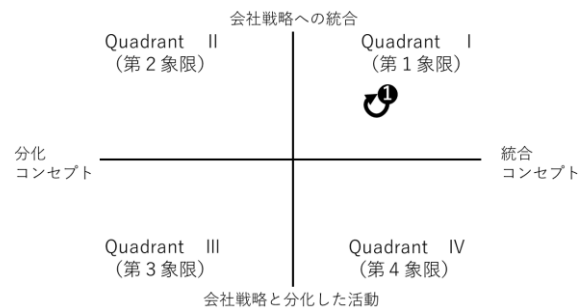 会社戦略への統合
Quadrant II
（第２象限）
Quadrant I
（第１象限）
1
分化
コンセプト
統合
コンセプト
Quadrant III
（第３象限）
Quadrant IV
（第４象限）
会社戦略と分化した活動